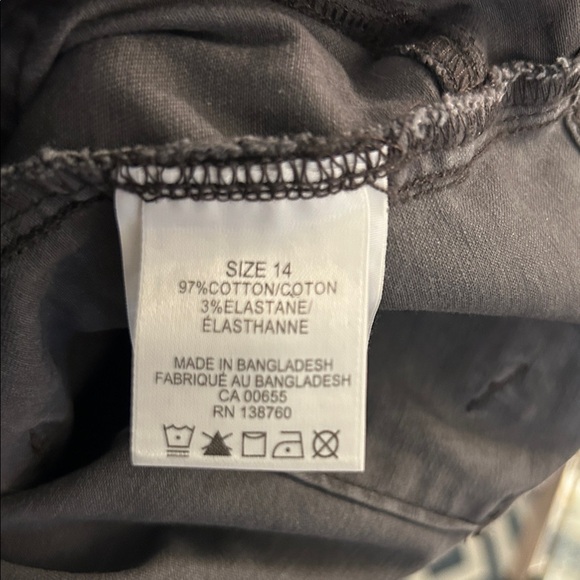 SIZE 14
97%COTTON/COTON
3%ELASTANE/
ÉLASTHANNE
MADE IN BANGLADESH
FABRIQUÉ AU BANGLADESH
CA 00655
RN 138760